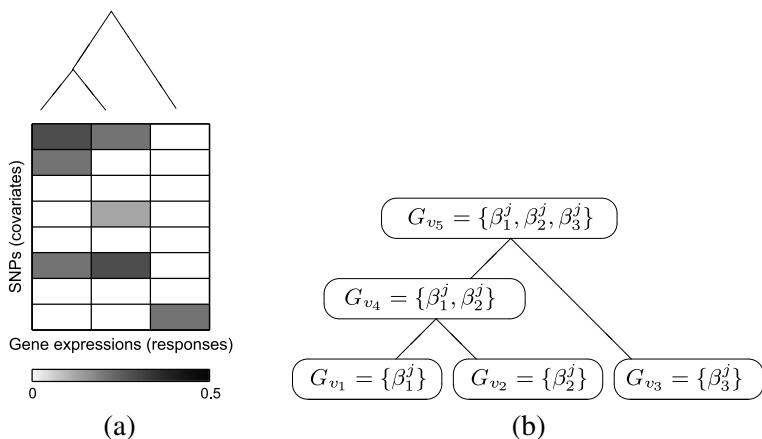 SNPs (covariates)
Gene expressions (responses)
0 0.5
(a)
G_{v_5} = {β_1^j, β_2^j, β_3^j}
G_{v_4} = {β_1^j, β_2^j}
G_{v_1} = {β_1^j} G_{v_2} = {β_2^j} G_{v_3} = {β_3^j}
(b)